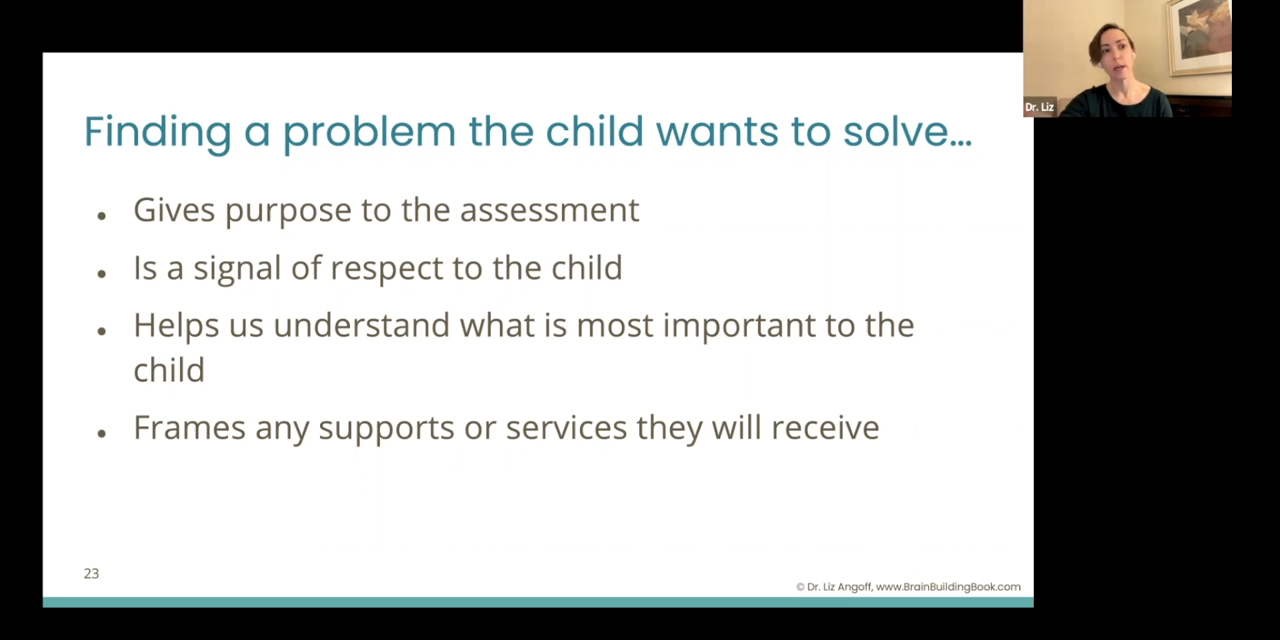 Finding a problem the child wants to solve...
• Gives purpose to the assessment
• Is a signal of respect to the child
• Helps us understand what is most important to the
child
• Frames any supports or services they will receive
23
© Dr. Liz Angoff, www.BrainBuildingBook.com
Dr. Liz